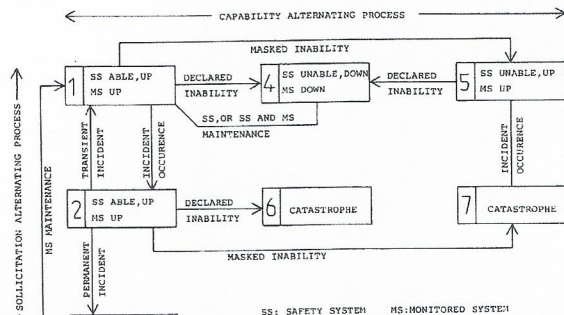 CAPABILITY ALTERNATING PROCESS
MASKED INABILITY
1
SS ABLE,UP
MS UP
DECLARED
INABILITY
4
SS UNABLE,DOWN
MS DOWN
DECLARED
INABILITY
5
SS UNABLE,UP
MS UP
SS,OR SS AND MS
MAINTENANCE
SOLLICITATION ALTERNATING PROCESS
MS MAINTENANCE
TRANSIENT
INCIDENT
INCIDENT
OCCURENCE
INCIDENT
OCCURENCE
2
SS ABLE,UP
MS UP
DECLARED
INABILITY
6
CATASTROPHE
7
CATASTROPHE
MASKED INABILITY
PERMANENT
INCIDENT
SS: SAFETY SYSTEM MS:MONITORED SYSTEM